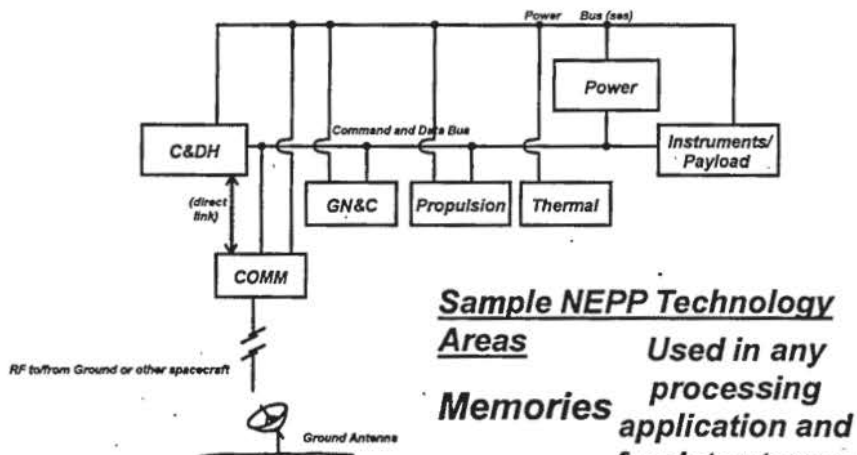 Power Bus (ses)
Power
Command and Data Bus
C&DH
Instruments/
Payload
(direct
link)
GN&C
Propulsion
Thermal
COMM
Sample NEPP Technology
Areas
Used in any
RF to/from Ground or other spacecraft
processing
Memories
application and
Ground Antenna